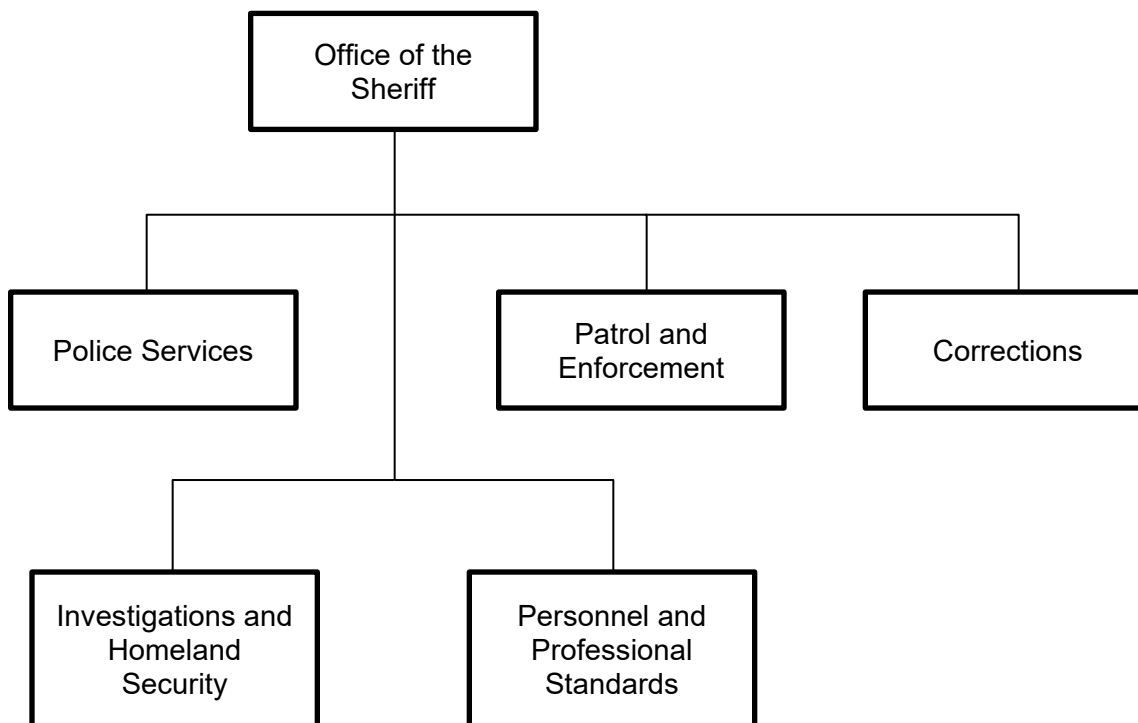 Office of the
Sheriff
Police Services
Patrol and
Enforcement
Corrections
Investigations and
Homeland
Security
Personnel and
Professional
Standards